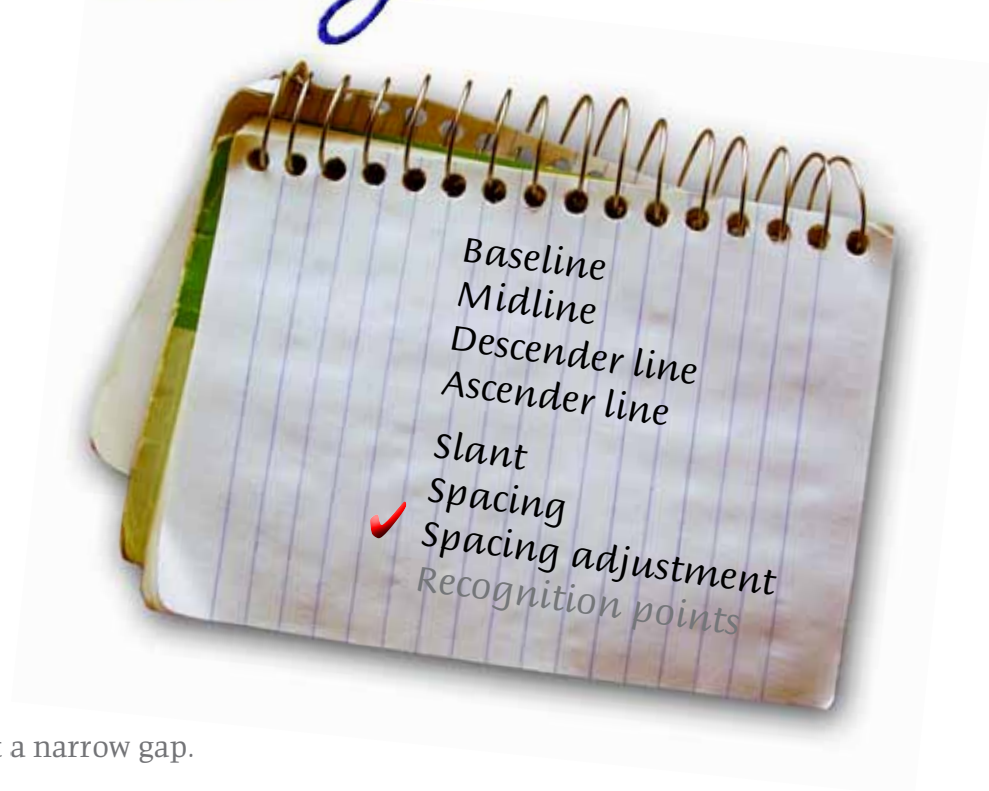 Baseline
Midline
Descender line
Ascender line
Slant
Spacing
Spacing adjustment
Recognition points
a narrow gap.